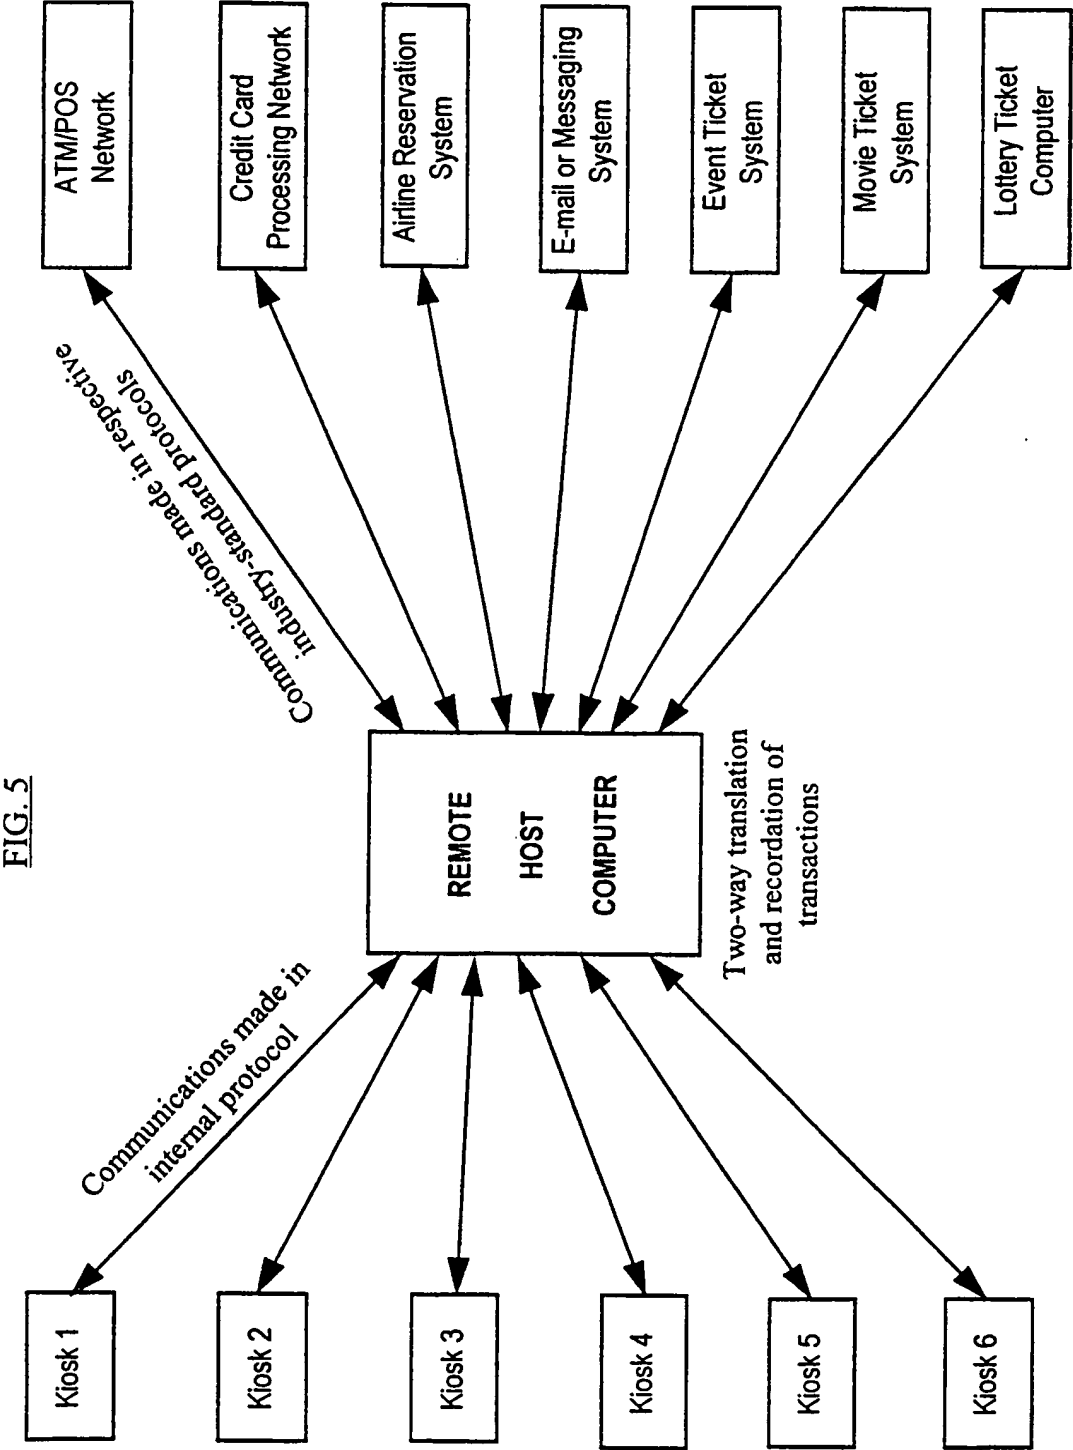 FIG. 5
Kiosk 1
Kiosk 2
Kiosk 3
Kiosk 4
Kiosk 5
Kiosk 6
Communications made in
internal protocol
REMOTE
HOST
COMPUTER
Two-way translation
and recordation of
transactions
Communications made in respective
industry-standard protocols
ATM/POS
Network
Credit Card
Processing Network
Airline Reservation
System
E-mail or Messaging
System
Event Ticket
System
Movie Ticket
System
Lottery Ticket
Computer